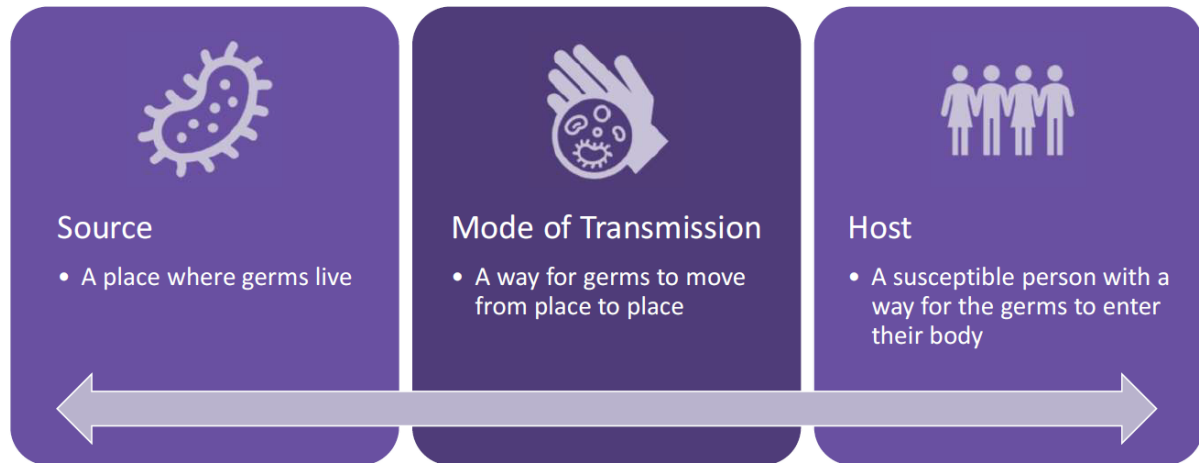 Source
• A place where germs live
Mode of Transmission
• A way for germs to move
from place to place
Host
• A susceptible person with a
way for the germs to enter
their body